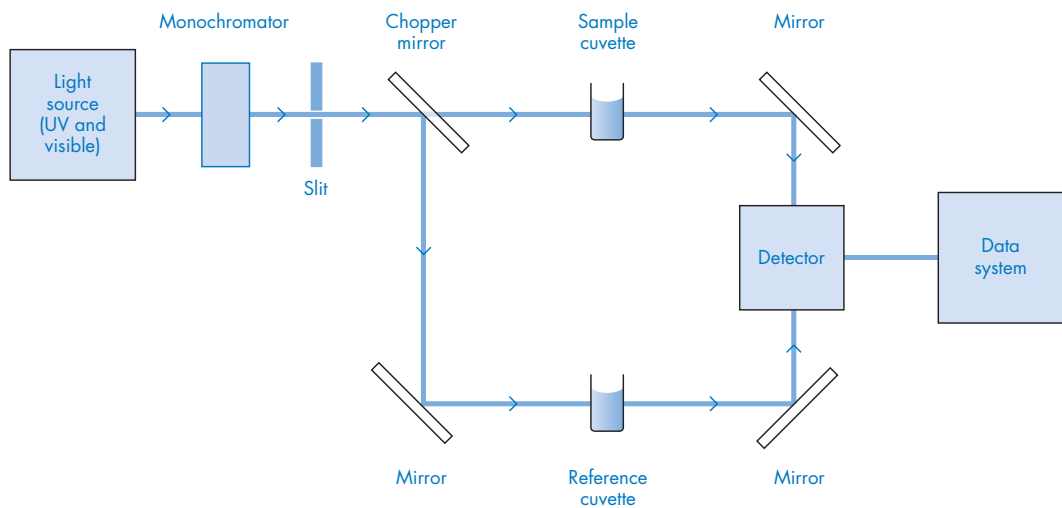 Monochromator
Chopper
mirror
Sample
cuvette
Mirror
Light
source
(UV and
visible)
Slit
Detector
Data
system
Mirror
Reference
cuvette
Mirror